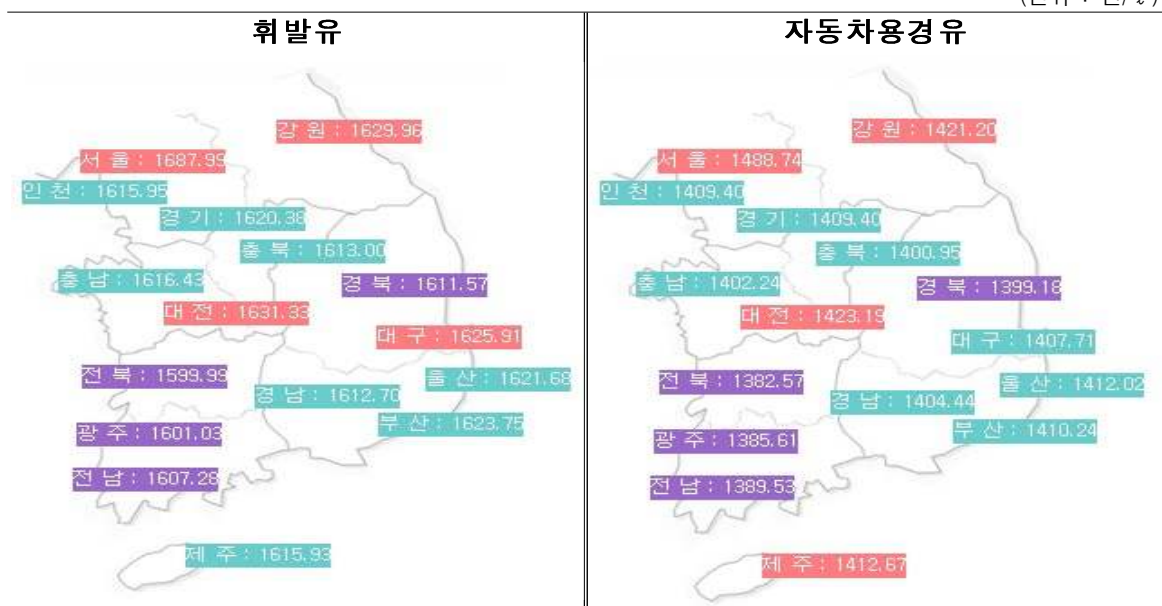 휘발유
강 원 : 1629.96
서 울 : 1687.99
인 천 : 1615.95
경 기 : 1620.38
충 북 : 1613.00
충 남 : 1616.43
경 북 : 1611.57
대 전 : 1631.33
대 구 : 1625.91
전 북 : 1599.99
울 산 : 1621.68
경 남 : 1612.70
부 산 : 1623.75
광 주 : 1601.03
전 남 : 1607.28
제 주 : 1615.93
자동차용경유
강 원 : 1421.20
서 울 : 1488.74
인 천 : 1409.40
경 기 : 1409.40
충 북 : 1400.95
충 남 : 1402.24
경 북 : 1399.18
대 전 : 1423.19
대 구 : 1407.71
전 북 : 1382.57
울 산 : 1412.02
경 남 : 1404.44
부 산 : 1410.24
광 주 : 1385.61
전 남 : 1389.53
제 주 : 1412.67